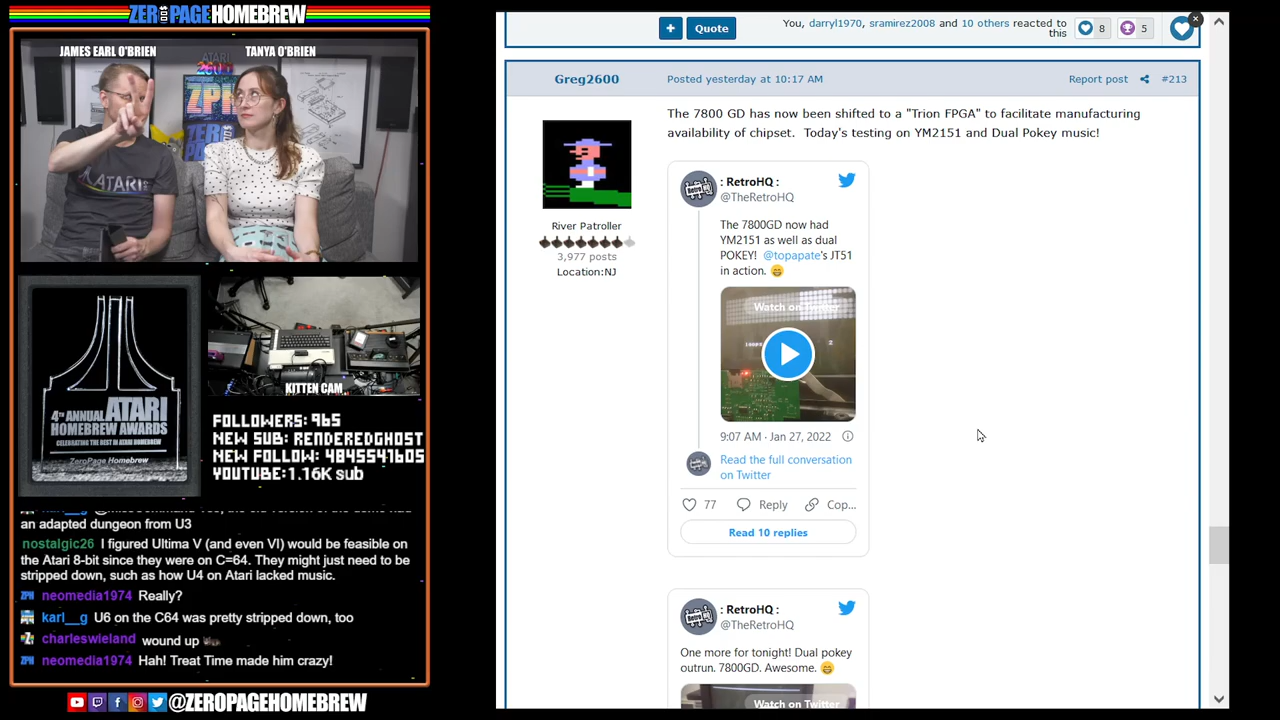 ZERO PAGE HOMEBREW
JAMES EARL O'BRIEN
TANYA O'BRIEN
ATARI
2600
ZPH
ATARI
4TH ANNUAL ATARI
HOMEBREW AWARDS
CELEBRATING THE BEST IN ATARI HOMEBREW
ZeroPage Homebrew
KITTEN CAM
FOLLOWERS: 965
NEW SUB: RENDEREDGHOST
NEW FOLLOW: 4845541605
YOUTUBE: 1.16K sub
an adapted dungeon from U3
nostalgic26 I figured Ultima V (and even VI) would be feasible on
the Atari 8-bit since they were on C=64. They might just need to be
stripped down, such as how U4 on Atari lacked music.
neomedia1974 Really?
karl__g U6 on the C64 was pretty stripped down, too
charleswieland wound up
neomedia1974 Hah! Treat Time made him crazy!
@ZEROPAGEHOMEBREW
+ Quote
You, darryl1970, sramirez2008 and 10 others reacted to
this
8
5
Greg2600
Posted yesterday at 10:17 AM
Report post
#213
River Patroller
3,977 posts
Location:NJ
The 7800 GD has now been shifted to a "Trion FPGA" to facilitate manufacturing
availability of chipset. Today's testing on YM2151 and Dual Pokey music!
: RetroHQ :
@TheRetroHQ
The 7800GD now had
YM2151 as well as dual
POKEY! @topapate's JT51
in action.
Watch on Twitter
9:07 AM · Jan 27, 2022
Read the full conversation
on Twitter
77
Reply
Cop...
Read 10 replies
: RetroHQ :
@TheRetroHQ
One more for tonight! Dual pokey
outrun. 7800GD. Awesome.
Watch on Twitter